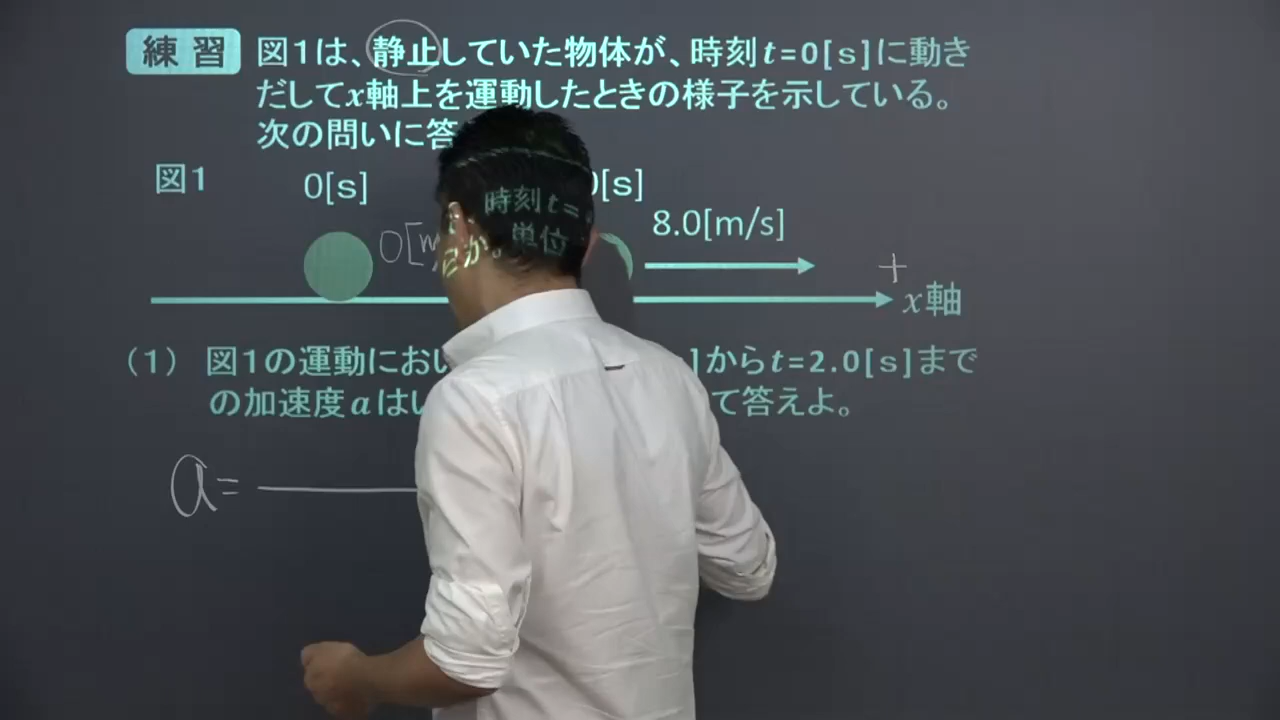 練習 図1は、静止していた物体が、時刻t=0[s]に動き
だしてx軸上を運動したときの様子を示している。
次の問いに答
図1 0[s] 0[s]
時刻t=
8.0[m/s]
0[m 単位
+
x軸
(1) 図1の運動におい ]からt=2.0[s]まで
の加速度aはい て答えよ。
a=